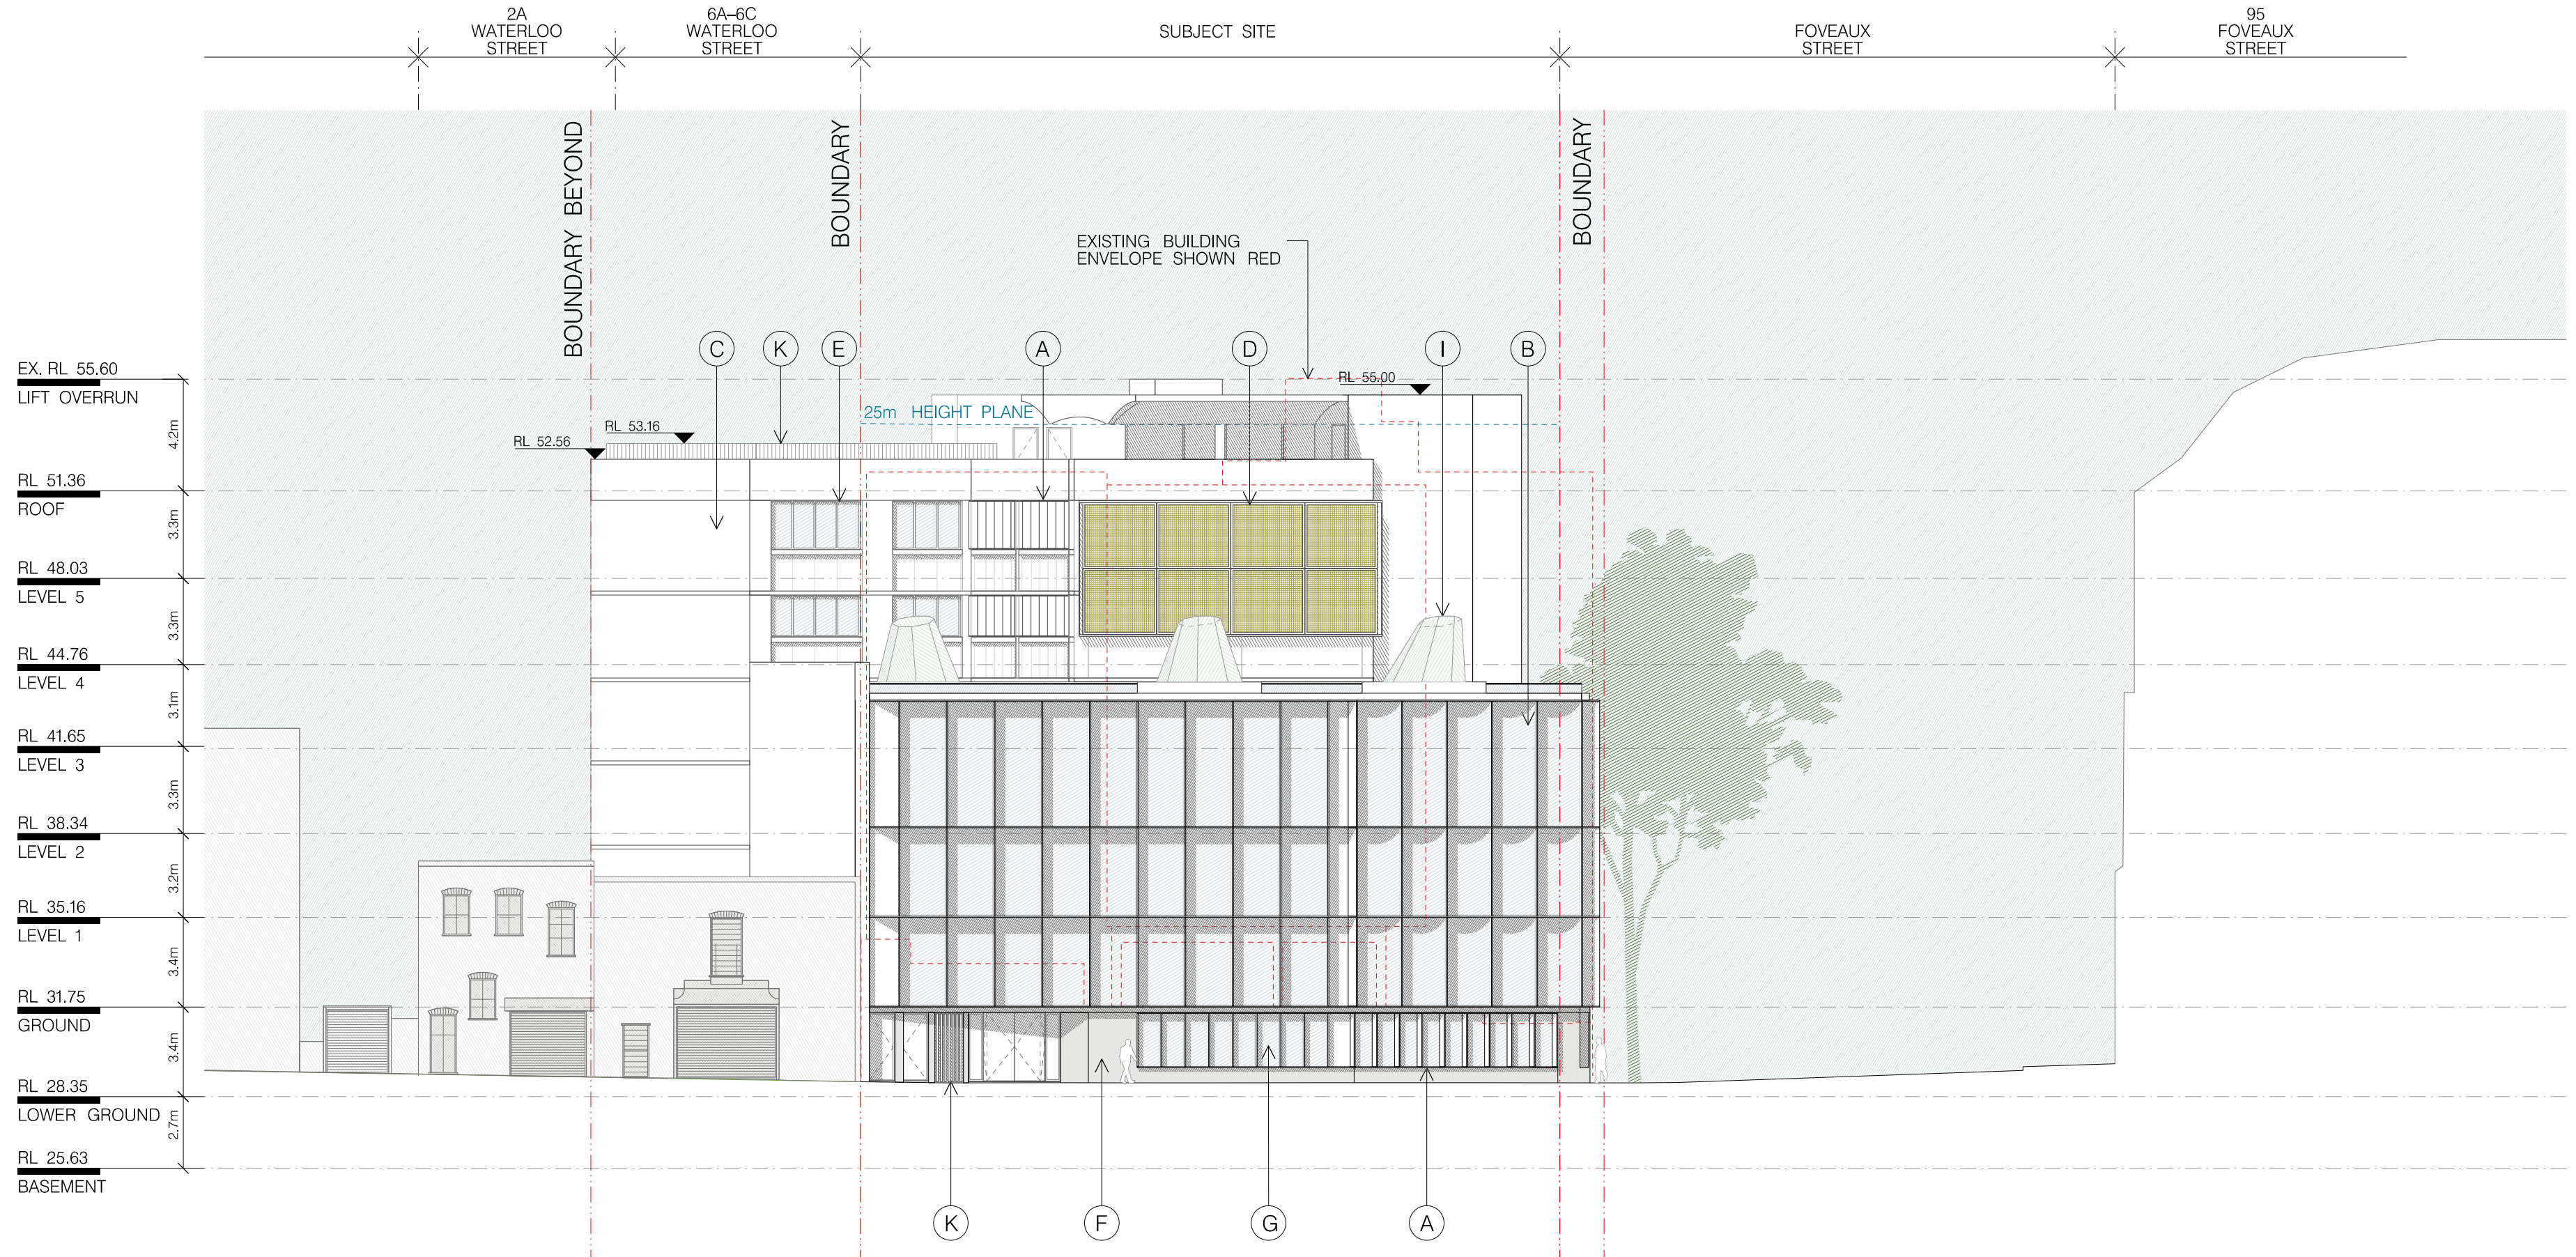 2A
WATERLOO
STREET
6A–6C
WATERLOO
STREET
SUBJECT SITE
FOVEAUX
STREET
95
FOVEAUX
STREET
BOUNDARY BEYOND
BOUNDARY
BOUNDARY
EXISTING BUILDING
ENVELOPE SHOWN RED
C
K
E
A
D
I
B
EX. RL 55.60
LIFT OVERRUN
RL 55.00
25m HEIGHT PLANE
4.2m
RL 53.16
RL 52.56
RL 51.36
ROOF
3.3m
RL 48.03
LEVEL 5
3.3m
RL 44.76
LEVEL 4
3.1m
RL 41.65
LEVEL 3
3.3m
RL 38.34
LEVEL 2
3.2m
RL 35.16
LEVEL 1
3.4m
RL 31.75
GROUND
3.4m
RL 28.35
LOWER GROUND
2.7m
RL 25.63
BASEMENT
K
F
G
A